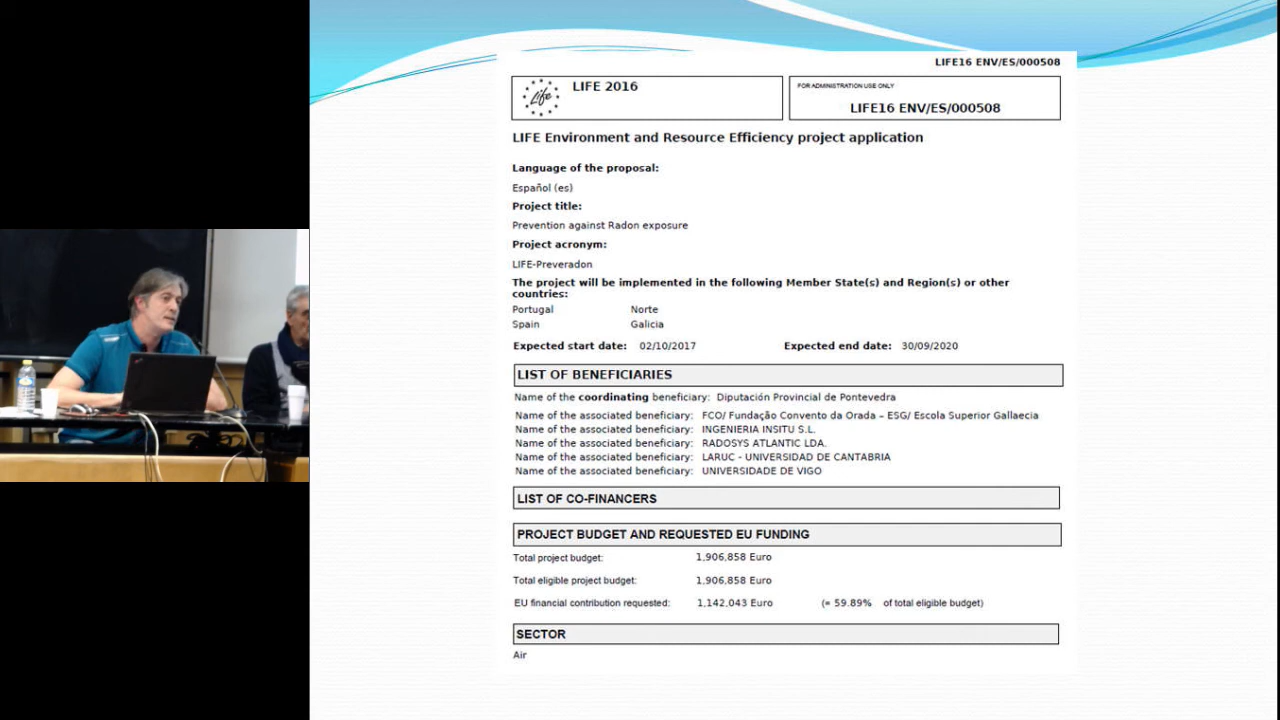 LIFE16 ENV/ES/000508
Life
LIFE 2016
FOR ADMINISTRATION USE ONLY
LIFE16 ENV/ES/000508
LIFE Environment and Resource Efficiency project application
Language of the proposal:
Español (es)
Project title:
Prevention against Radon exposure
Project acronym:
LIFE-Preveradon
The project will be implemented in the following Member State(s) and Region(s) or other
countries:
Portugal Norte
Spain Galicia
Expected start date: 02/10/2017 Expected end date: 30/09/2020
LIST OF BENEFICIARIES
Name of the coordinating beneficiary: Diputación Provincial de Pontevedra
Name of the associated beneficiary: FCO/ Fundação Convento da Orada – ESG/ Escola Superior Gallaecia
Name of the associated beneficiary: INGENIERIA INSITU S.L.
Name of the associated beneficiary: RADOSYS ATLANTIC LDA.
Name of the associated beneficiary: LARUC - UNIVERSIDAD DE CANTABRIA
Name of the associated beneficiary: UNIVERSIDADE DE VIGO
LIST OF CO-FINANCERS
PROJECT BUDGET AND REQUESTED EU FUNDING
Total project budget: 1,906,858 Euro
Total eligible project budget: 1,906,858 Euro
EU financial contribution requested: 1,142,043 Euro (= 59.89% of total eligible budget)
SECTOR
Air